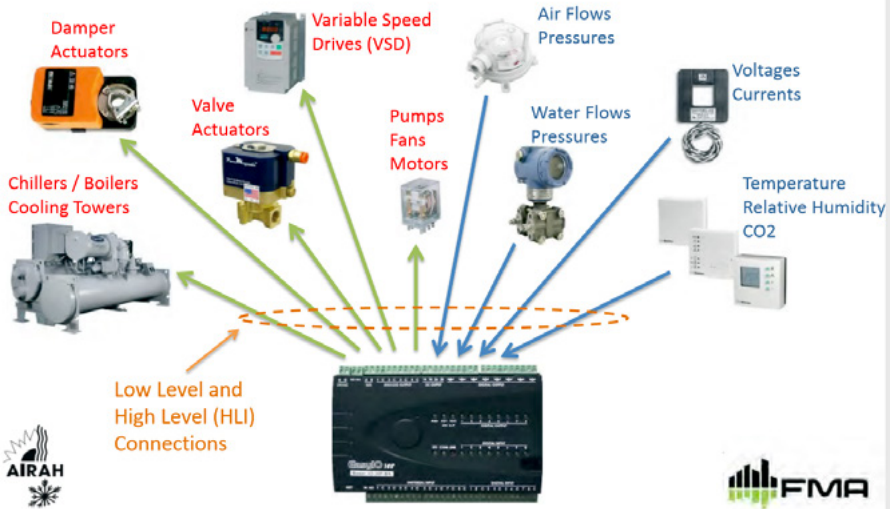 Damper
Actuators
Variable Speed
Drives (VSD)
Air Flows
Pressures
Voltages
Currents
Valve
Actuators
Pumps
Fans
Motors
Water Flows
Pressures
Chillers / Boilers
Cooling Towers
Temperature
Relative Humidity
CO2
Low Level and
High Level (HLI)
Connections
AIRAH
FMA